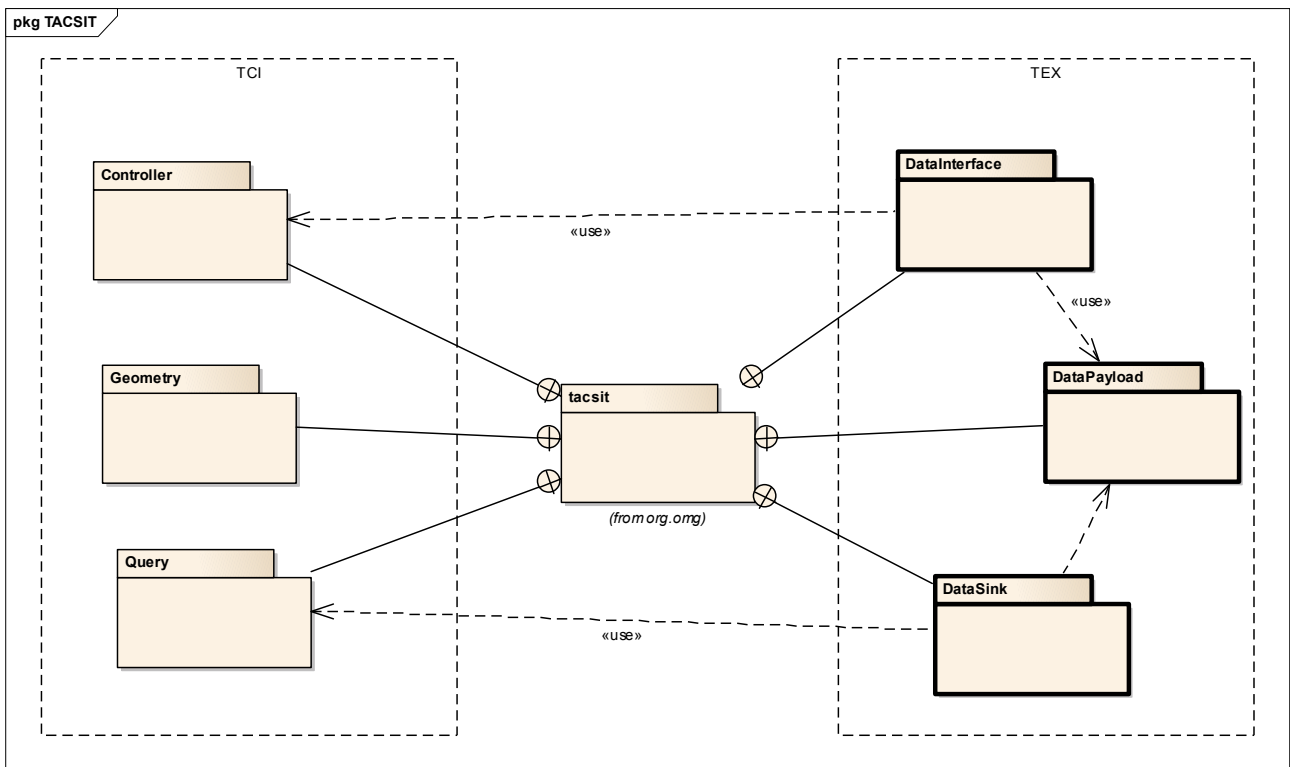 pkg TACSIT
TCI
TEX
Controller
DataInterface
«use»
«use»
Geometry
DataPayload
tacsit
(from org.omg)
Query
DataSink
«use»